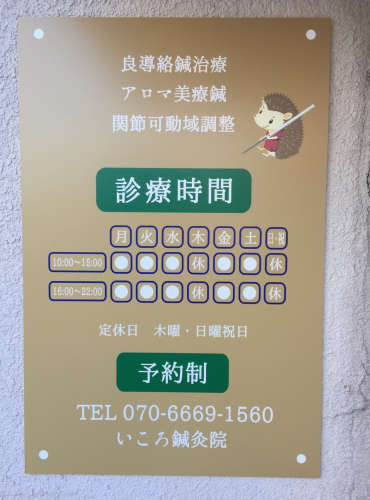 良導絡鍼治療
アロマ美療鍼
関節可動域調整
診療時間
月 火 水 木 金 土 日・祝
10:00～15:00 ● ● ● 休 ● ● 休
16:00～22:00 ● ● ● 休 ● ● 休
定休日 木曜・日曜祝日
予約制
TEL 070-6669-1560
いころ鍼灸院